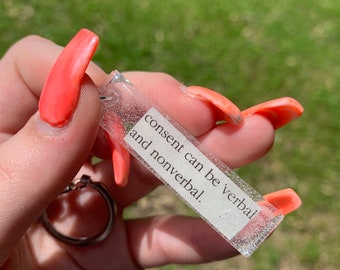 consent can be verbal
and nonverbal.